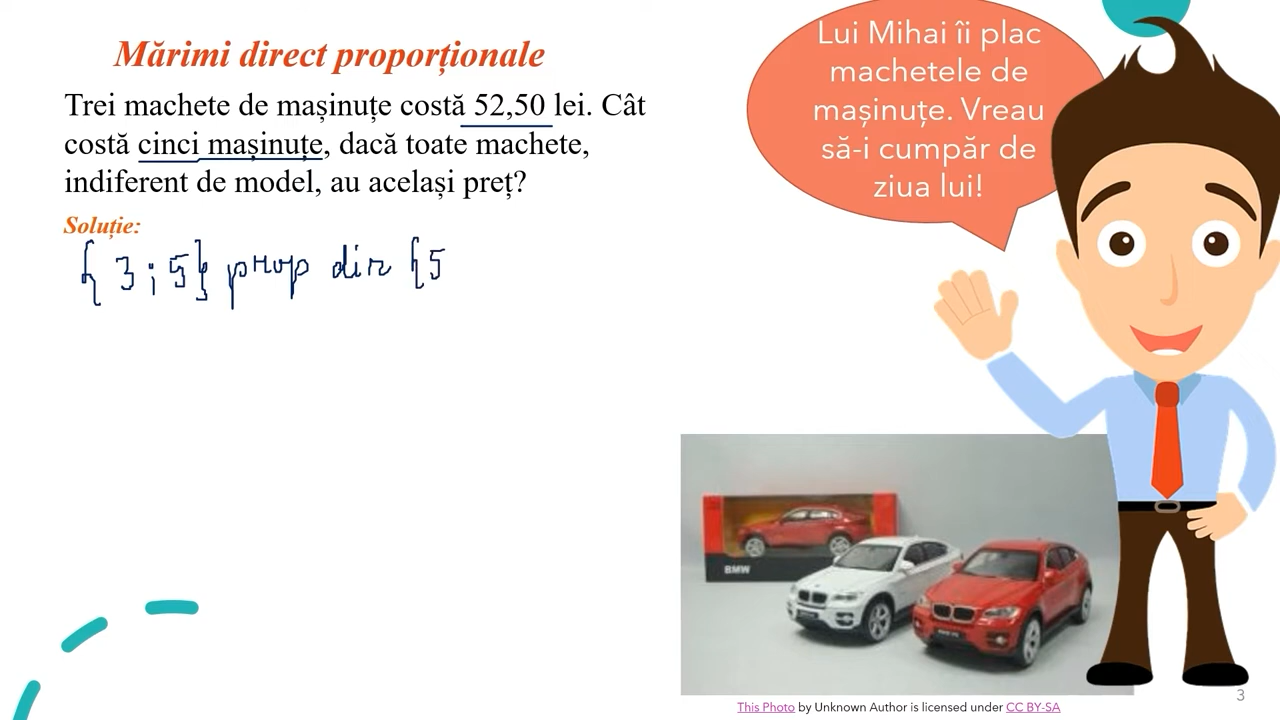 Mărimi direct proporționale
Trei machete de mașinuțe costă 52,50 lei. Cât
costă cinci mașinuțe, dacă toate machete,
indiferent de model, au același preț?
Soluție:
{ 3 ; 5 } prop dir { 5
Lui Mihai îi plac
machetele de
mașinuțe. Vreau
să-i cumpăr de
ziua lui!
BMW
This Photo by Unknown Author is licensed under CC BY-SA
3